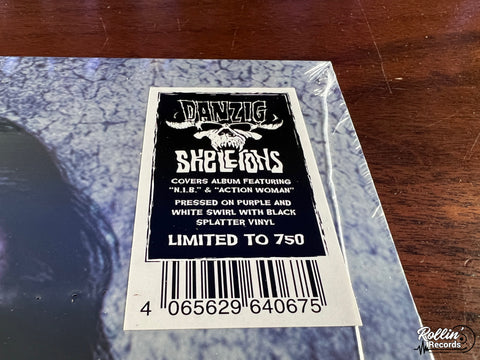 DANZIG
SKELETONS
COVERS ALBUM FEATURING
"N.I.B." & "ACTION WOMAN"
PRESSED ON PURPLE AND
WHITE SWIRL WITH BLACK
SPLATTER VINYL
LIMITED TO 750
4 065629 640675
Rollin'
Records